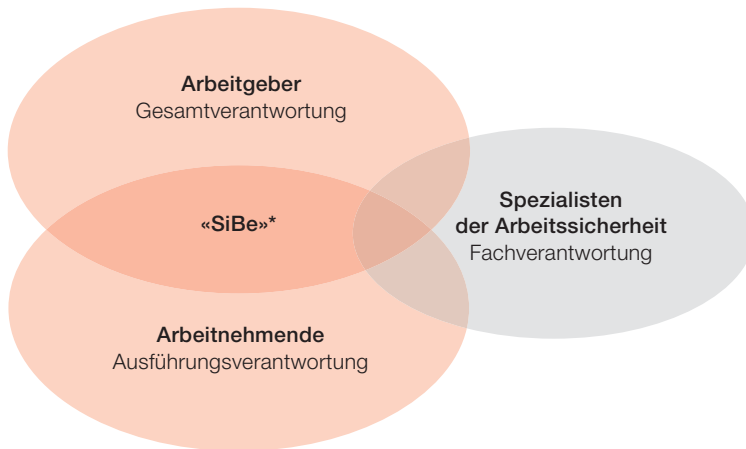 Arbeitgeber
Gesamtverantwortung
«SiBe»*
Spezialisten
der Arbeitssicherheit
Fachverantwortung
Arbeitnehmende
Ausführungsverantwortung